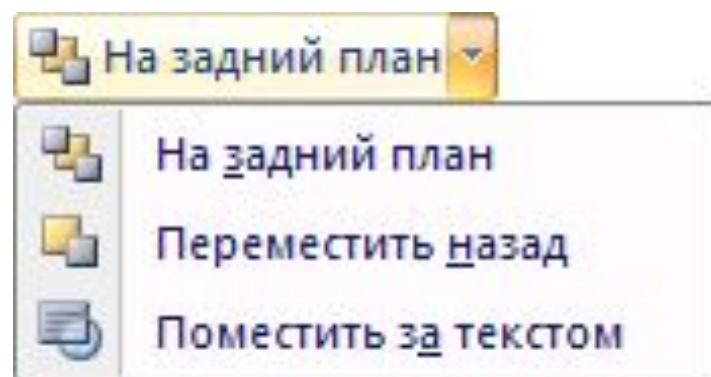 На задний план
На задний план
Переместить назад
Поместить за текстом